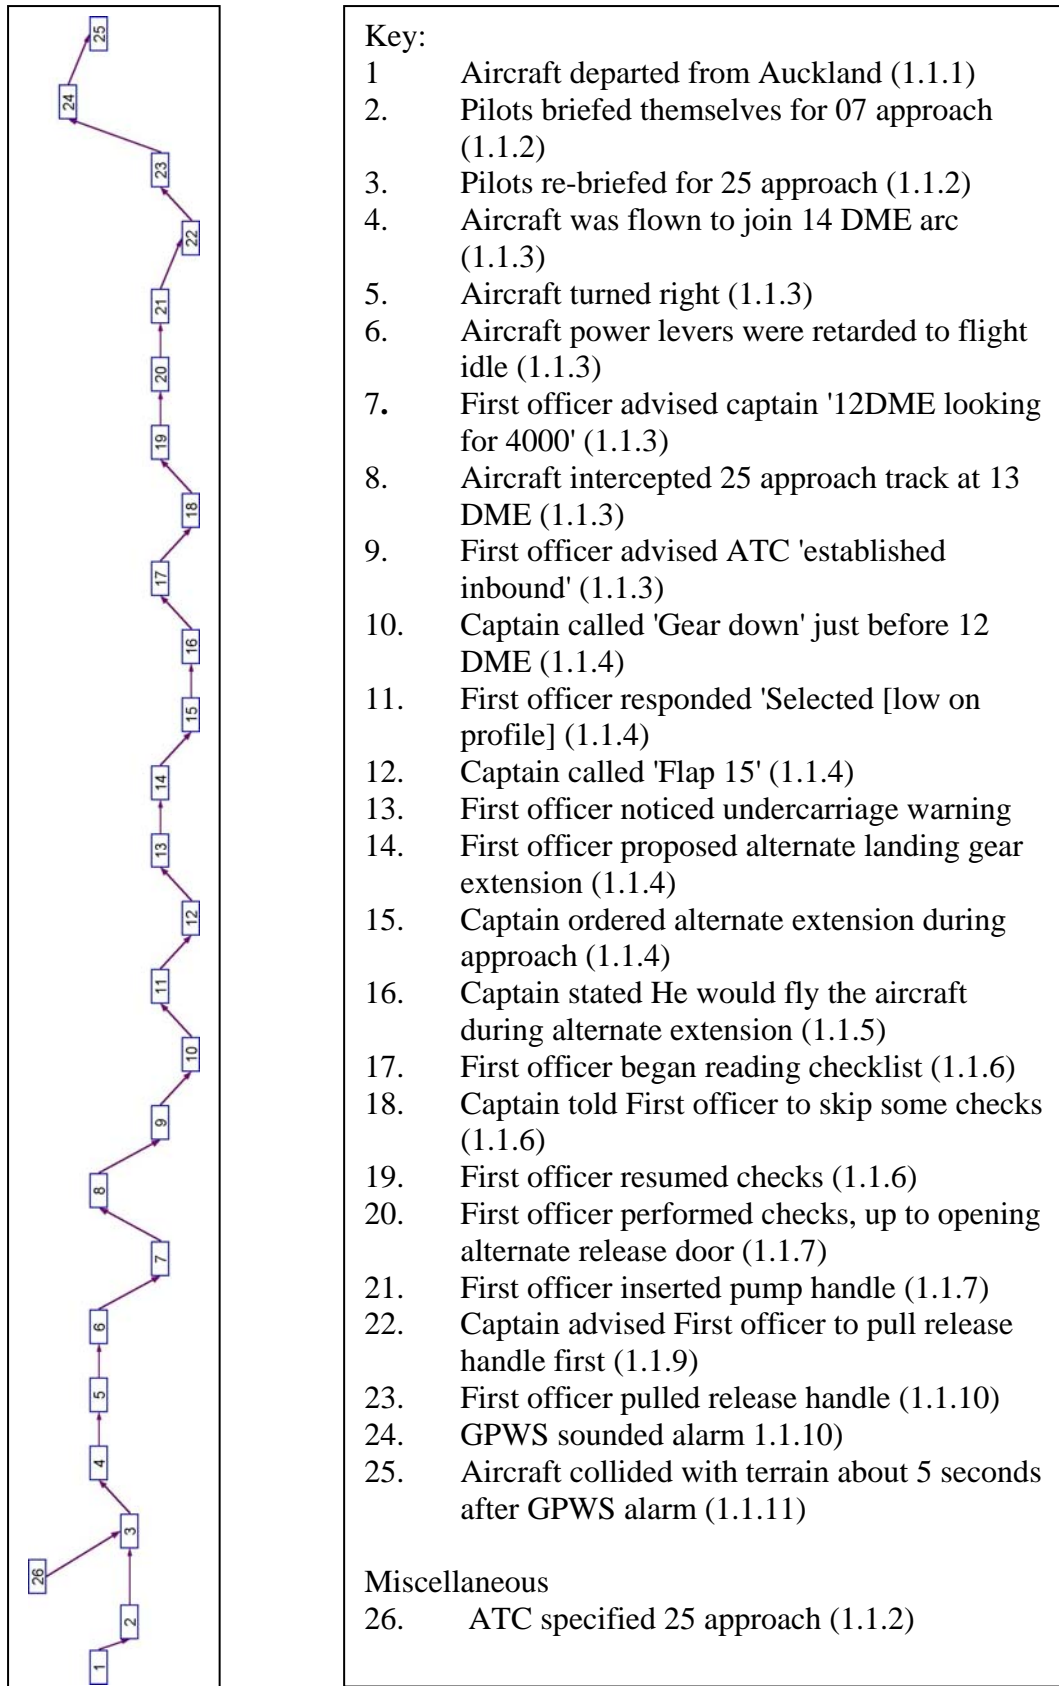 25
24
23
22
21
20
19
18
17
16
15
14
13
12
11
10
9
8
7
6
5
4
3
26
2
1
Key:
1 Aircraft departed from Auckland (1.1.1)
2. Pilots briefed themselves for 07 approach
(1.1.2)
3. Pilots re-briefed for 25 approach (1.1.2)
4. Aircraft was flown to join 14 DME arc
(1.1.3)
5. Aircraft turned right (1.1.3)
6. Aircraft power levers were retarded to flight
idle (1.1.3)
7. First officer advised captain '12DME looking
for 4000' (1.1.3)
8. Aircraft intercepted 25 approach track at 13
DME (1.1.3)
9. First officer advised ATC 'established
inbound' (1.1.3)
10. Captain called 'Gear down' just before 12
DME (1.1.4)
11. First officer responded 'Selected [low on
profile] (1.1.4)
12. Captain called 'Flap 15' (1.1.4)
13. First officer noticed undercarriage warning
14. First officer proposed alternate landing gear
extension (1.1.4)
15. Captain ordered alternate extension during
approach (1.1.4)
16. Captain stated He would fly the aircraft
during alternate extension (1.1.5)
17. First officer began reading checklist (1.1.6)
18. Captain told First officer to skip some checks
(1.1.6)
19. First officer resumed checks (1.1.6)
20. First officer performed checks, up to opening
alternate release door (1.1.7)
21. First officer inserted pump handle (1.1.7)
22. Captain advised First officer to pull release
handle first (1.1.9)
23. First officer pulled release handle (1.1.10)
24. GPWS sounded alarm 1.1.10)
25. Aircraft collided with terrain about 5 seconds
after GPWS alarm (1.1.11)
Miscellaneous
26. ATC specified 25 approach (1.1.2)